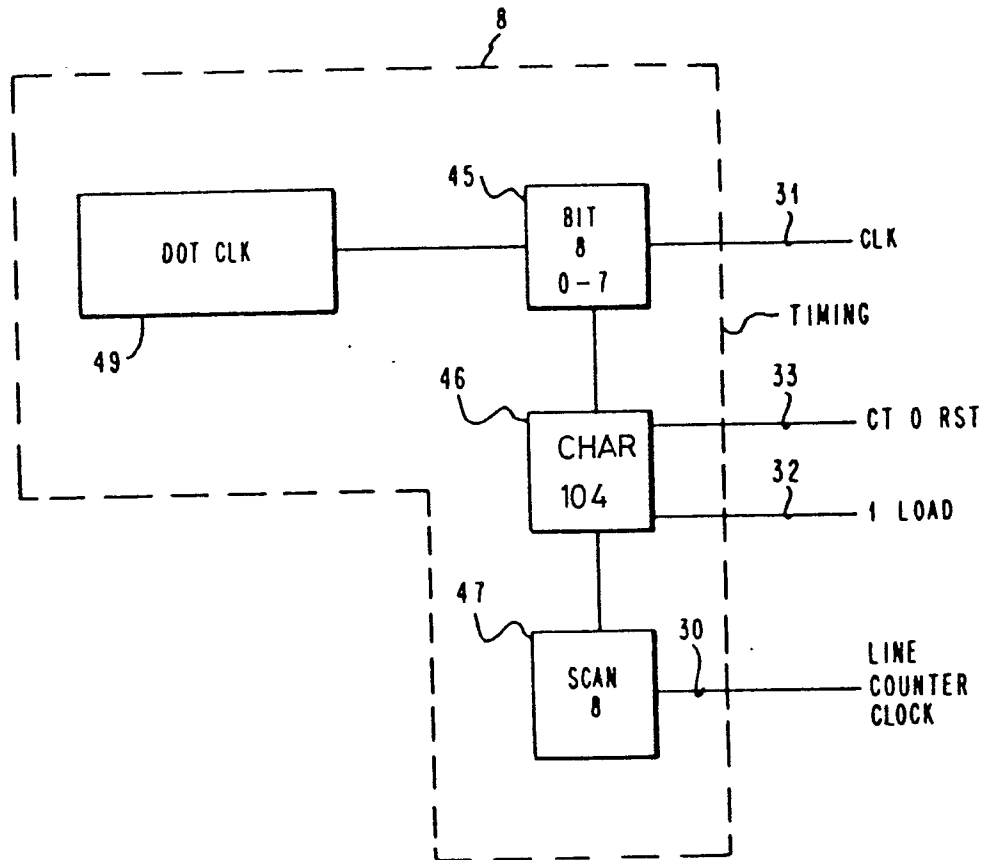 8
45
31
BIT
8
0-7
DOT CLK
CLK
49
TIMING
46
33
CHAR
104
CT 0 RST
32
1 LOAD
47
30
SCAN
8
LINE
COUNTER
CLOCK